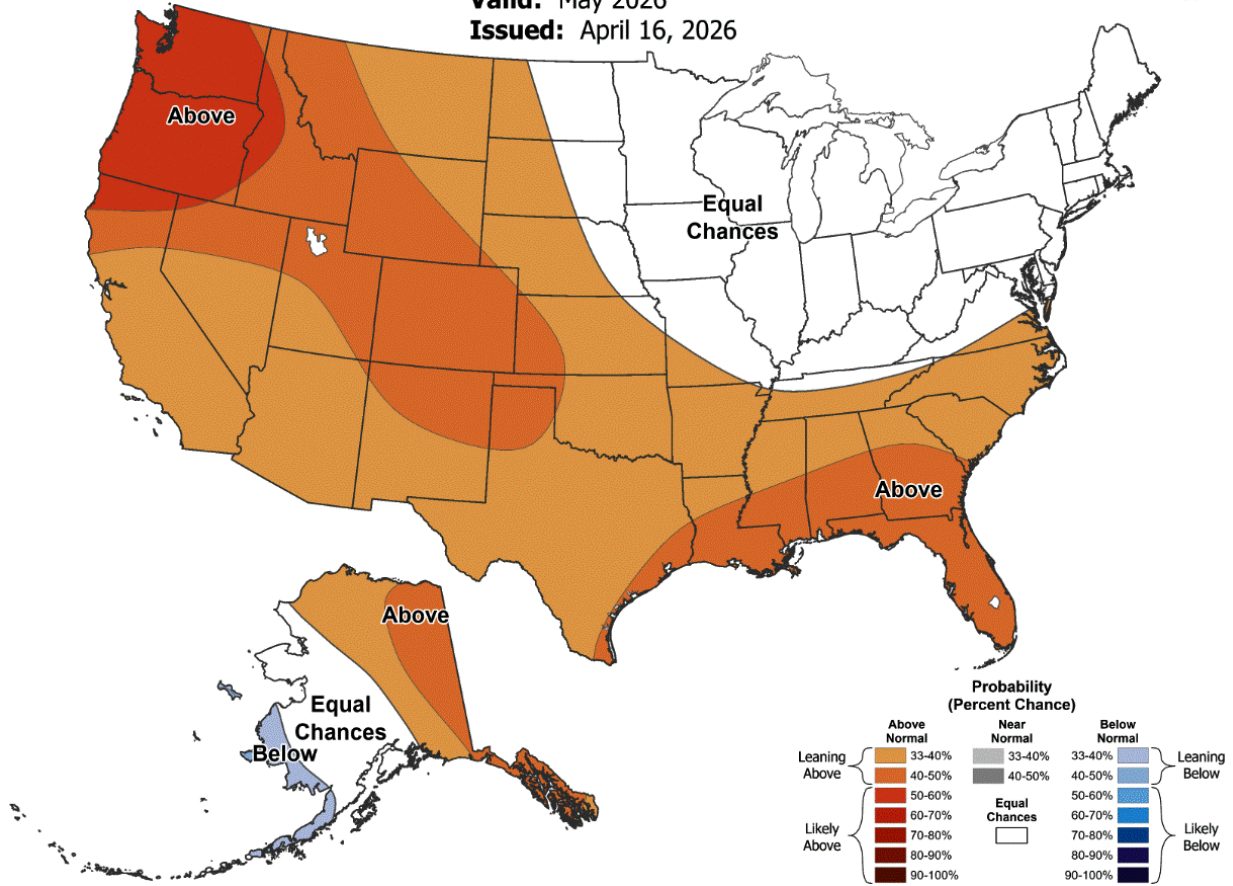 Valid: May 2026
Issued: April 16, 2026
Above
Equal
Chances
Above
Above
Equal
Chances
Below
Probability
(Percent Chance)
Above
Normal
Near
Normal
Below
Normal
Leaning
Above
33-40%
40-50%
33-40%
40-50%
33-40%
40-50%
Leaning
Below
Likely
Above
50-60%
60-70%
70-80%
80-90%
90-100%
Equal
Chances
50-60%
60-70%
70-80%
80-90%
90-100%
Likely
Below